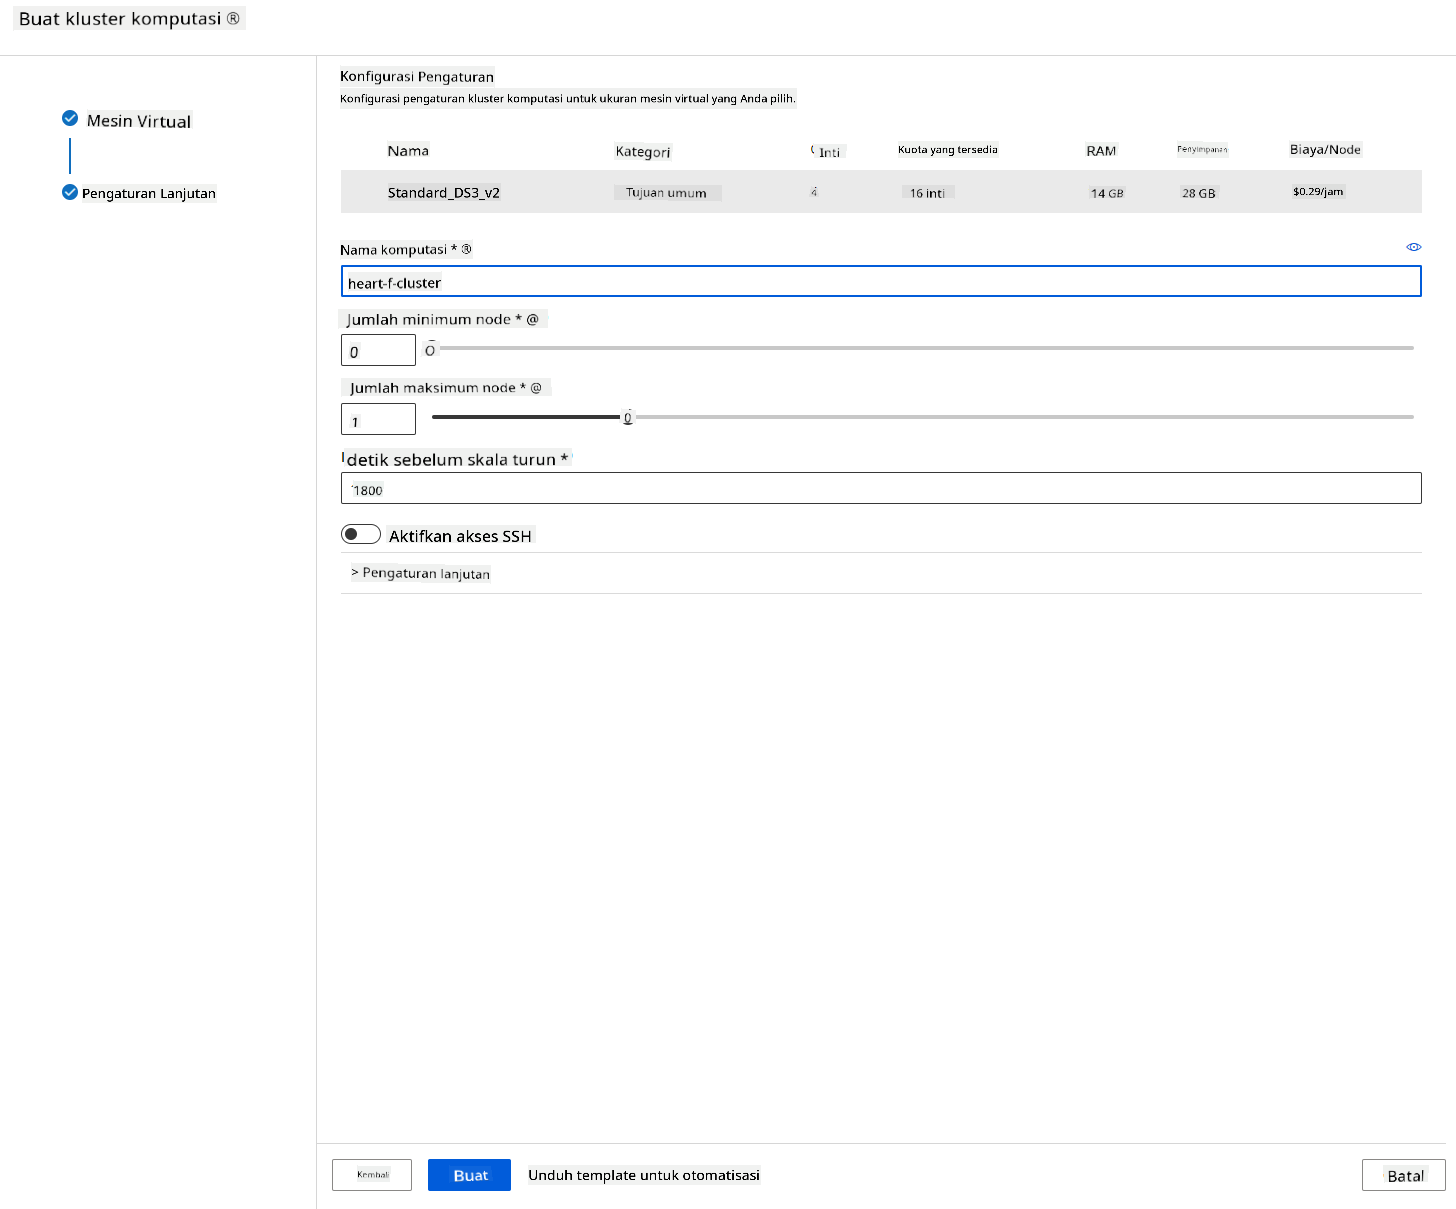 Buat kluster komputasi ®
Mesin Virtual
Pengaturan Lanjutan
Konfigurasi Pengaturan
Konfigurasi pengaturan kluster komputasi untuk ukuran mesin virtual yang Anda pilih.
Nama Kategori Inti Kuota yang tersedia RAM Penyimpanan Biaya/Node
Standard_DS3_v2 Tujuan umum 4 16 inti 14 GB 28 GB $0.29/jam
Nama komputasi * ®
heart-f-cluster
Jumlah minimum node * @
0
Jumlah maksimum node * @
1
detik sebelum skala turun *
1800
Aktifkan akses SSH
> Pengaturan lanjutan
Kembali Buat Unduh template untuk otomatisasi Batal